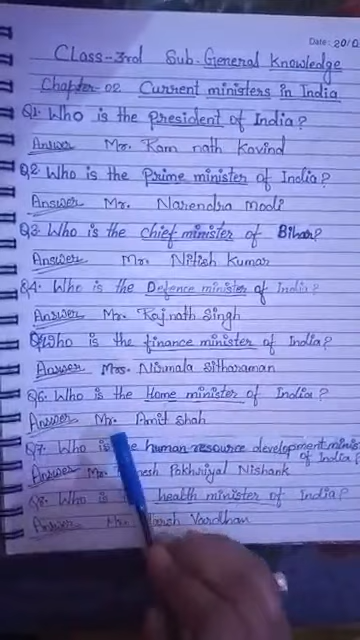 Date: 20/0
Class-3rd Sub. General Knowledge
Chapter-02 Current ministers in India
Q1. Who is the president of India?
Answer Mr. Ram nath Kavind
Q2. Who is the Prime minister of India?
Answer Mr. Narendra modi
Q3. Who is the chief minister of Bihar?
Answer Mr. Nitish Kumar
Q4. Who is the Defence minister of India?
Answer Mr. Rajnath Singh
Who is the finance minister of India?
Answer Mrs. Nirmala sitharaman
Q6. Who is the Home minister of India?
Answer Mr. Amit shah
Q7. Who is the human resource development minis
of India?
Answer Mr. Pokhriyal Nishank
Q8. Who is the health minister of India?
Answer Mr. Harsh Vardhan